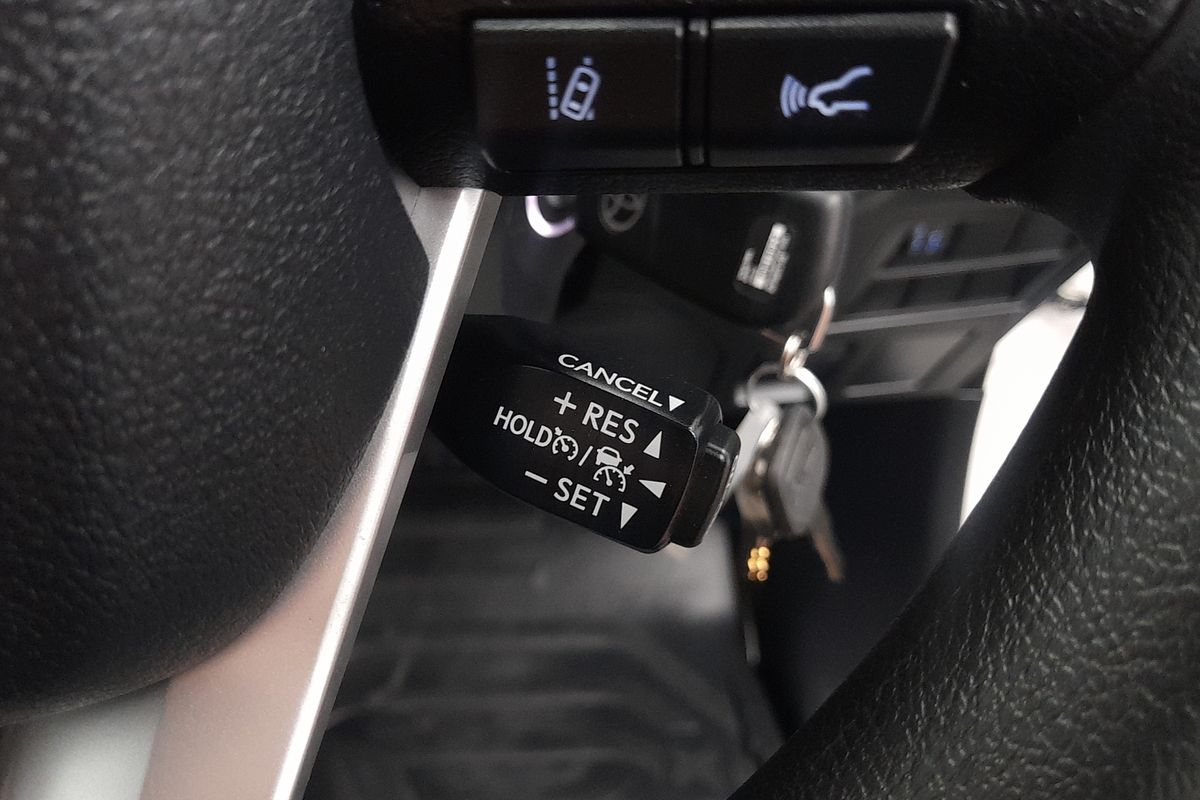 CANCEL▼
+ RES ▲
HOLD / ◀
− SET ▼